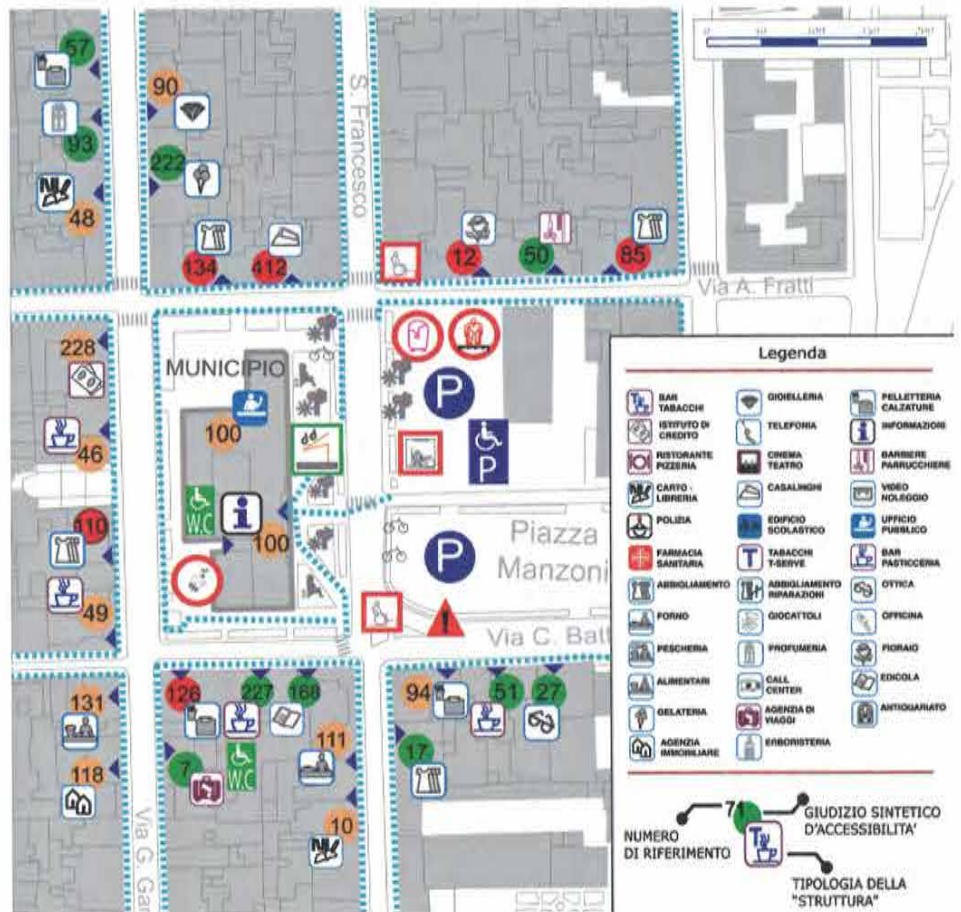 57
90
93
222
48
S. Francesco
134
412
12
50
85
Via A. Fratti
228
MUNICIPIO
100
46
P
P
W.C
i
100
110
49
Piazza
Manzoni
P
!
Via C. Batt
131
126
227
168
94
51
27
118
7
W.C
111
17
10
Via G. Gar
Legenda
BAR
TABACCHI
GIOIELLERIA
PELLETTERIA
CALZATURE
ISTITUTO DI
CREDITO
TELEFONIA
INFORMAZIONI
RISTORANTE
PIZZERIA
CINEMA
TEATRO
BARBIERE
PARRUCCHIERE
CARTO -
LIBRERIA
CASALINGHI
VIDEO
NOLEGGIO
POLIZIA
EDIFICIO
SCOLASTICO
UFFICIO
PUBBLICO
FARMACIA
SANITARIA
TABACCHI
T-SERVE
BAR
PASTICCERIA
ABBIGLIAMENTO
ABBIGLIAMENTO
RIPARAZIONI
OTTICA
FORNO
GIOCATTOLI
OFFICINA
PESCHERIA
PROFUMERIA
FIORAIO
ALIMENTARI
CALL
CENTER
EDICOLA
GELATERIA
AGENZIA DI
VIAGGI
ANTIQUARIATO
AGENZIA
IMMOBILIARE
ERBORISTERIA
71
NUMERO
DI RIFERIMENTO
GIUDIZIO SINTETICO
D'ACCESSIBILITA'
TIPOLOGIA DELLA
"STRUTTURA"